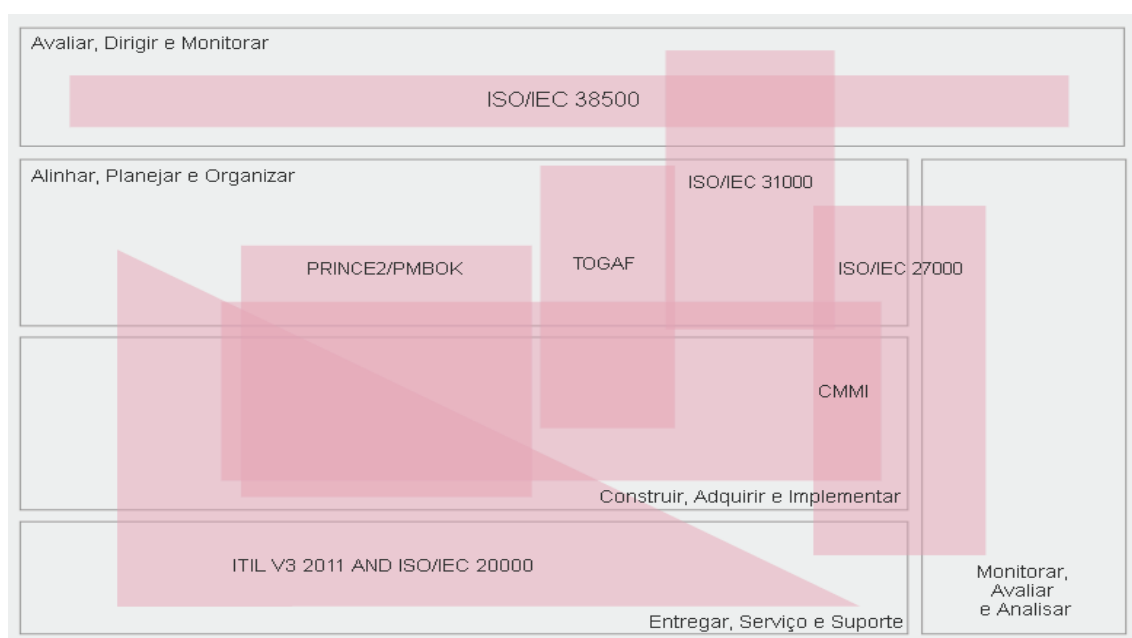 Avaliar, Dirigir e Monitorar
ISO/IEC 38500
Alinhar, Planejar e Organizar
ISO/IEC 31000
PRINCE2/PMBOK
TOGAF
ISO/IEC 27000
CMMI
Construir, Adquirir e Implementar
ITIL V3 2011 AND ISO/IEC 20000
Entregar, Serviço e Suporte
Monitorar,
Avaliar
e Analisar